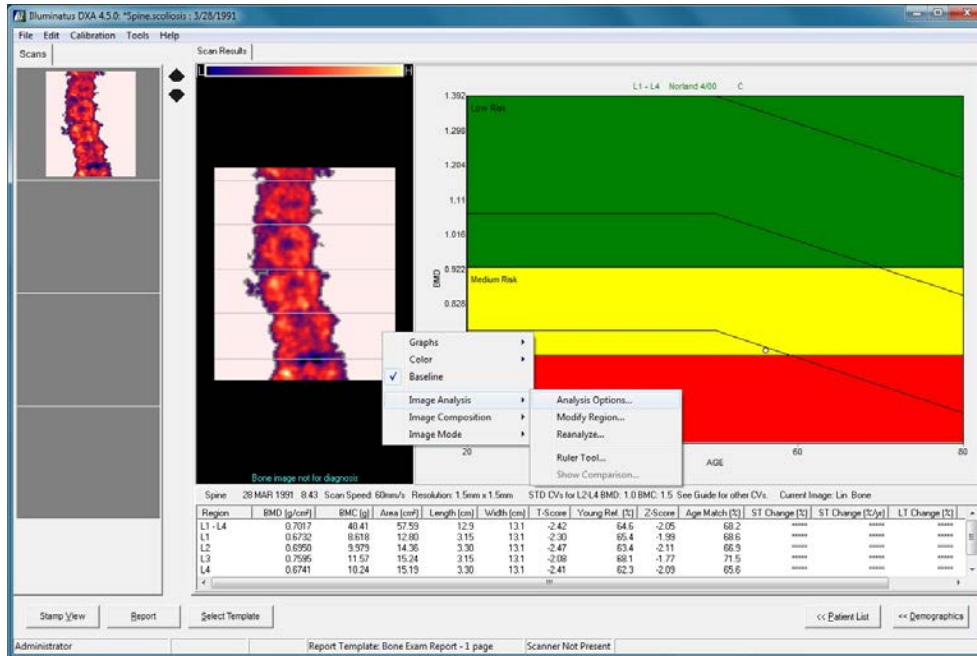 Illuminatus DXA 4.5.0: *Spine.scoliosis : 3/28/1991
File Edit Calibration Tools Help
Scans
Scan Results
L H
L1 - L4 Norland 4/00 C
1.392
1.298
1.204
1.11
1.016
0.922
0.828
BMD
Low Risk
Medium Risk
20 60 80
AGE
Graphs
Color
Baseline
Image Analysis
Image Composition
Image Mode
Analysis Options...
Modify Region...
Reanalyze...
Ruler Tool...
Show Comparison...
Bone image not for diagnosis
Spine 28 MAR 1991 8:43 Scan Speed: 60mm/s Resolution: 1.5mm x 1.5mm STD CVs for L2-L4 BMD: 1.0 BMC: 1.5 See Guide for other CVs. Current Image: Lin Bone
Region BMD [g/cm²] BMC [g] Area [cm²] Length [cm] Width [cm] T-Score Young Ref. [%] Z-Score Age Match [%] ST Change [%] ST Change [%/yr] LT Change [%]
L1 - L4 0.7017 40.41 57.59 12.9 13.1 -2.42 64.6 -2.05 68.2 ***** ***** *****
L1 0.6732 8.618 12.80 3.15 13.1 -2.30 65.4 -1.99 68.6 ***** ***** *****
L2 0.6950 9.979 14.36 3.30 13.1 -2.47 63.4 -2.11 66.9 ***** ***** *****
L3 0.7595 11.57 15.24 3.15 13.1 -2.08 68.1 -1.77 71.5 ***** ***** *****
L4 0.6741 10.24 15.19 3.30 13.1 -2.41 62.3 -2.09 65.6 ***** ***** *****
Stamp View Report Select Template << Patient List << Demographics
Administrator Report Template: Bone Exam Report - 1 page Scanner Not Present